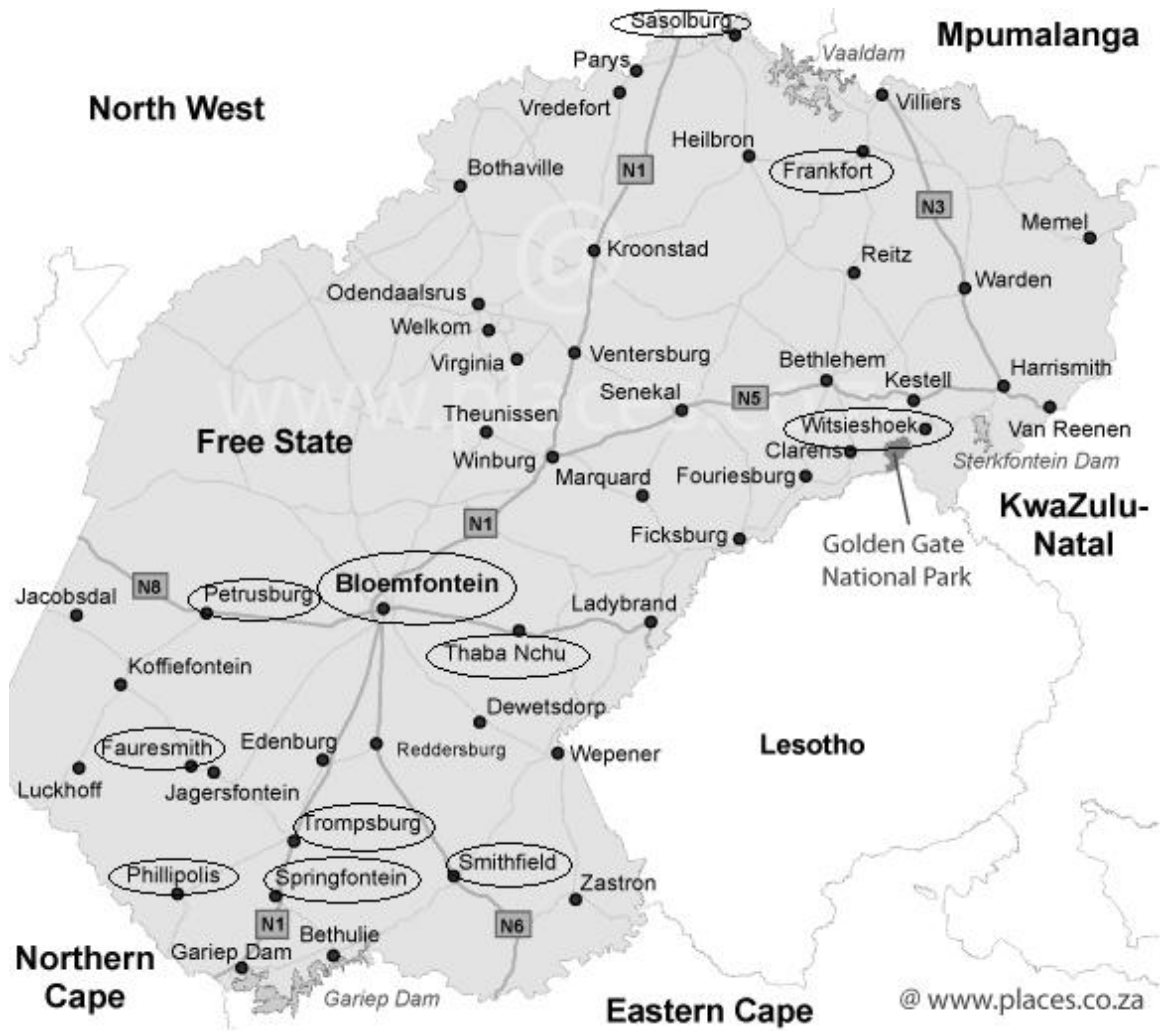 Sasolburg
Mpumalanga
Vaaldam
Parys
North West
Vredefort
Villiers
Heilbron
N1
Frankfort
Bothaville
N3
Memel
©
Kroonstad
Reitz
Warden
Odendaalsrus
Welkom
Virginia
Ventersburg
Bethlehem
Harrismith
Kestell
Senekal
N5
www.places.co
Theunissen
Witsieshoek
Van Reenen
Free State
Winburg
Clarens
Sterkfontein Dam
Marquard
Fouriesburg
KwaZulu-
Natal
N1
Ficksburg
Golden Gate
National Park
Bloemfontein
N8
Jacobsdal
Petrusburg
Ladybrand
Thaba Nchu
Koffiefontein
Dewetsdorp
Fauresmith
Edenburg
Reddersburg
Wepener
Lesotho
Luckhoff
Jagersfontein
Trompsburg
Phillipolis
Springfontein
Smithfield
Zastron
N1
N6
Bethulie
Gariep Dam
Northern
Cape
Gariep Dam
Eastern Cape
@ www.places.co.za